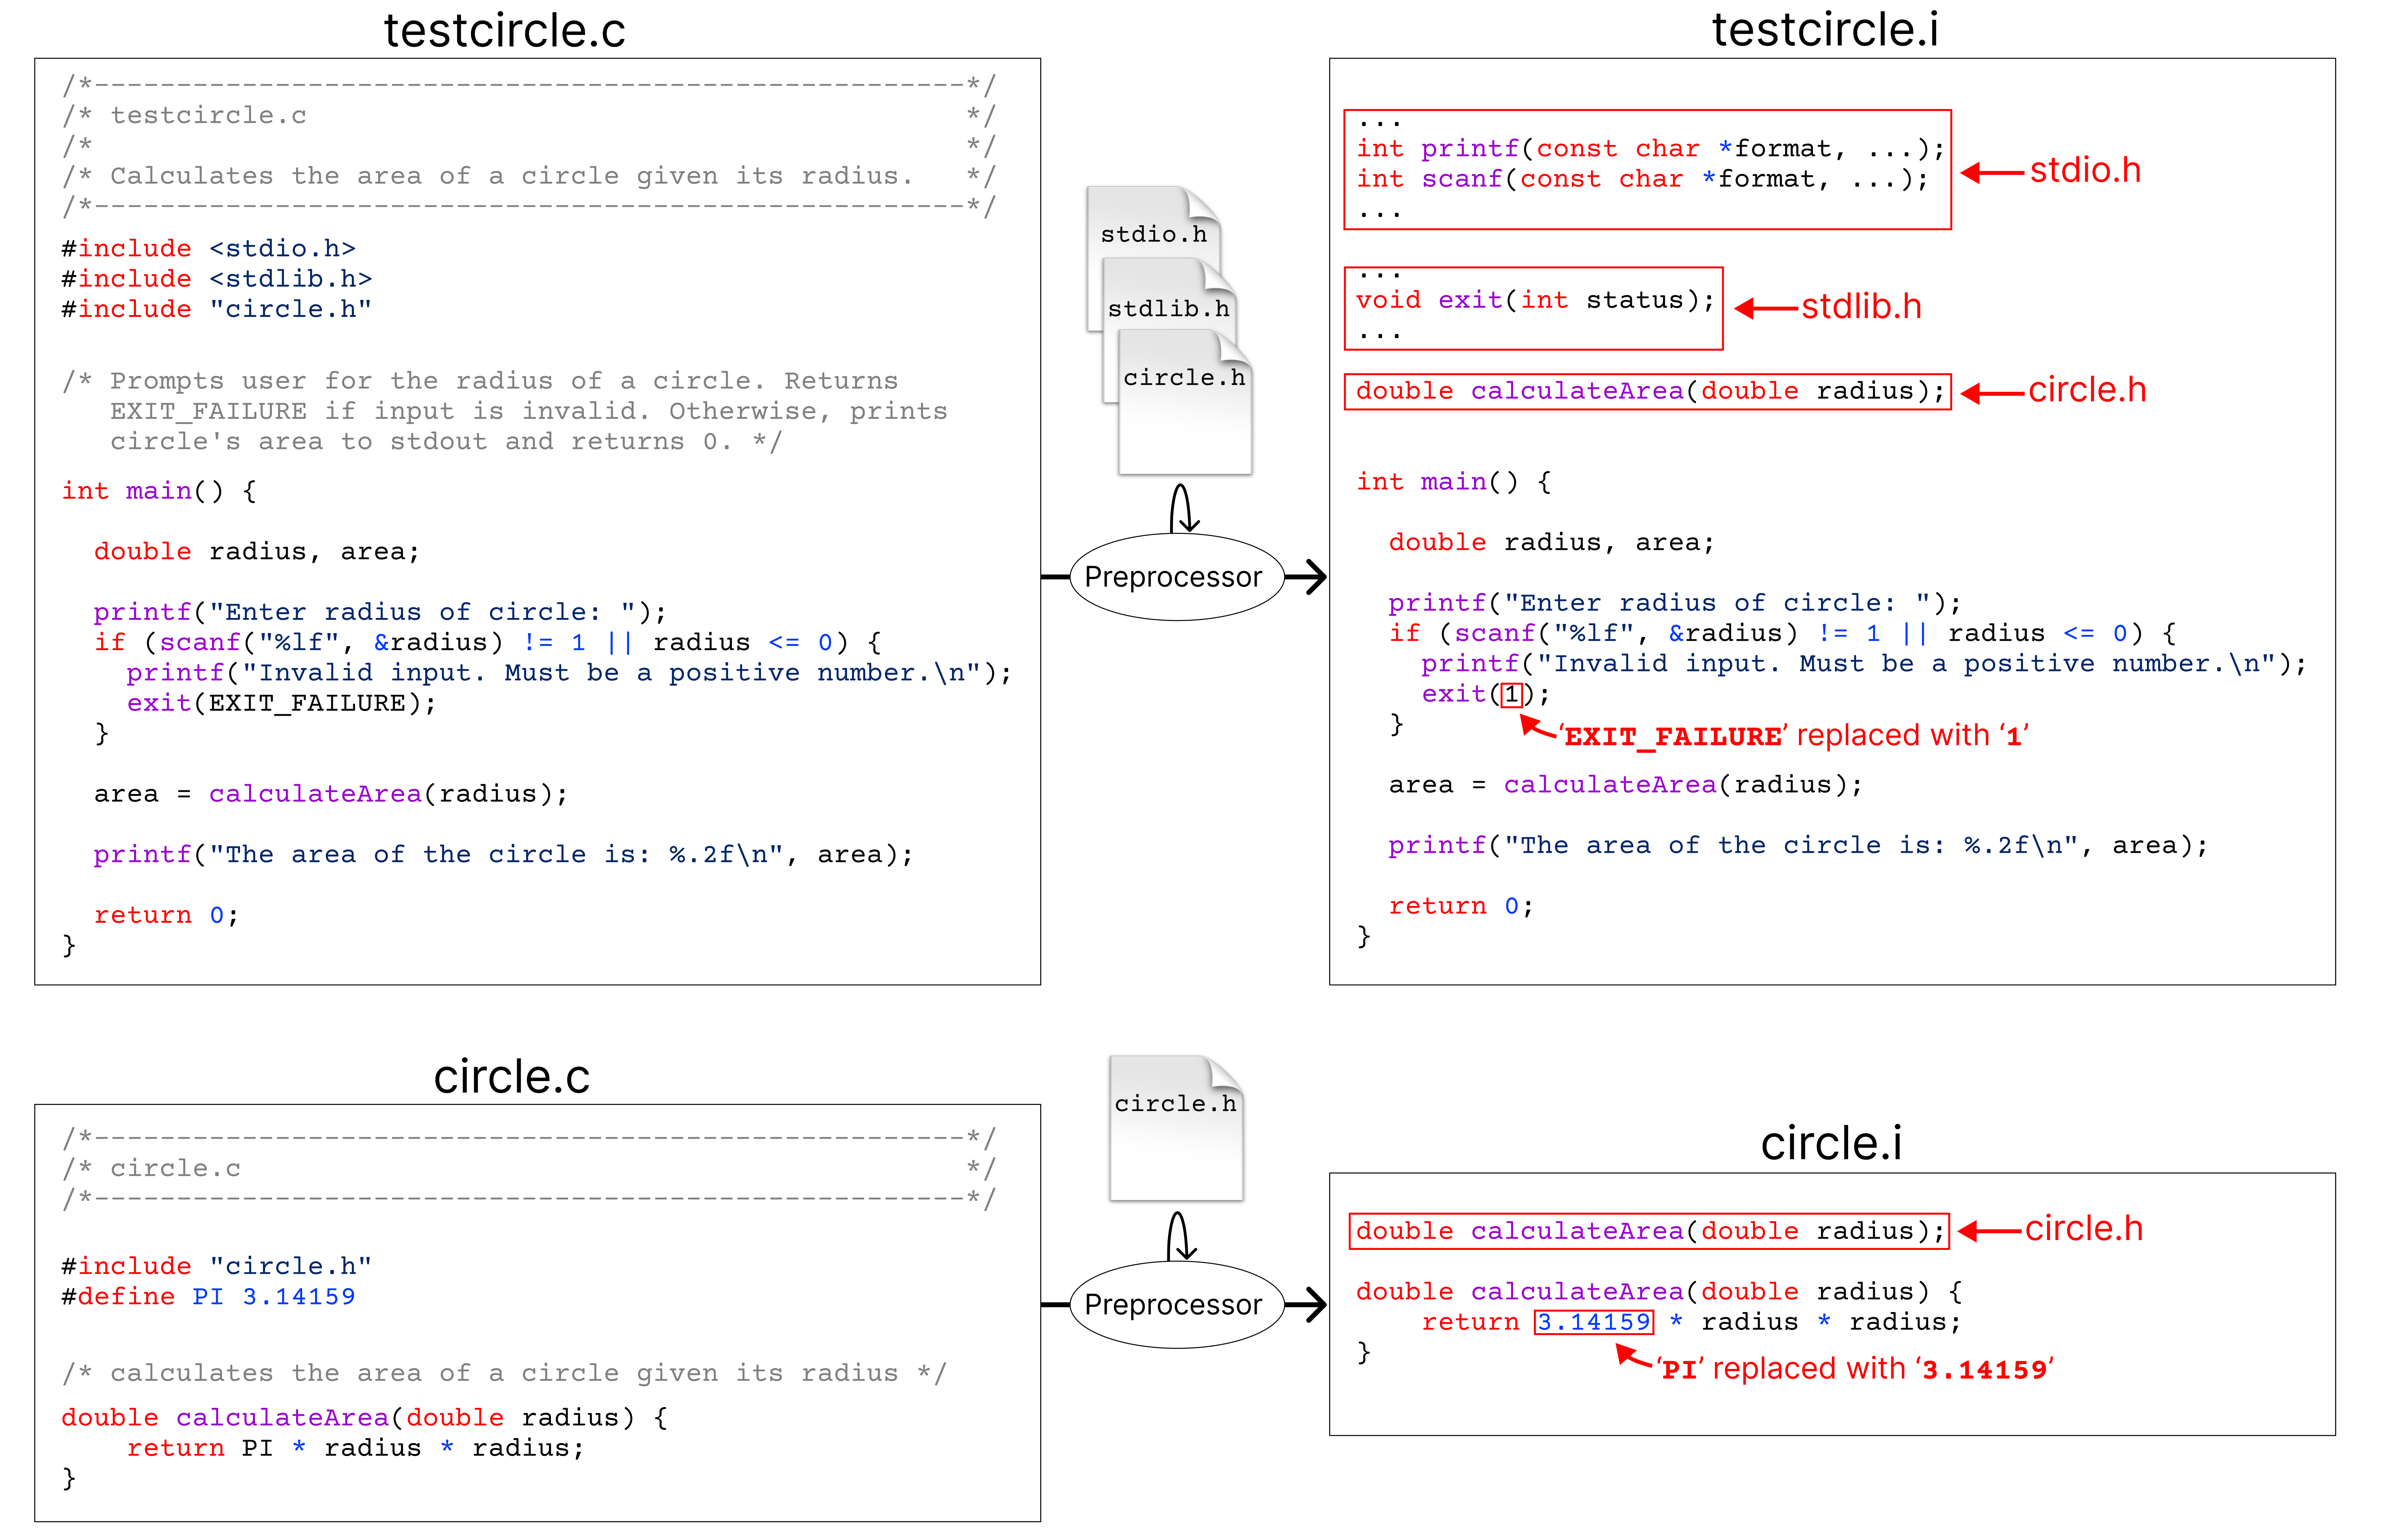 testcircle.c
/*-----------------------------------------------------*/
/* testcircle.c                                        */
/*                                                     */
/* Calculates the area of a circle given its radius.   */
/*-----------------------------------------------------*/
#include <stdio.h>
#include <stdlib.h>
#include "circle.h"
/* Prompts user for the radius of a circle. Returns
   EXIT_FAILURE if input is invalid. Otherwise, prints
   circle's area to stdout and returns 0. */
int main() {
  double radius, area;
  printf("Enter radius of circle: ");
  if (scanf("%lf", &radius) != 1 || radius <= 0) {
    printf("Invalid input. Must be a positive number.\n");
    exit(EXIT_FAILURE);
  }
  area = calculateArea(radius);
  printf("The area of the circle is: %.2f\n", area);
  return 0;
}
stdio.h
stdlib.h
circle.h
Preprocessor
testcircle.i
...
int printf(const char *format, ...);
int scanf(const char *format, ...);
...
stdio.h
...
void exit(int status);
...
stdlib.h
double calculateArea(double radius);
circle.h
int main() {
  double radius, area;
  printf("Enter radius of circle: ");
  if (scanf("%lf", &radius) != 1 || radius <= 0) {
    printf("Invalid input. Must be a positive number.\n");
    exit(1);
  }
‘EXIT_FAILURE’ replaced with ‘1’
  area = calculateArea(radius);
  printf("The area of the circle is: %.2f\n", area);
  return 0;
}
circle.c
/*-----------------------------------------------------*/
/* circle.c                                            */
/*-----------------------------------------------------*/
#include "circle.h"
#define PI 3.14159
/* calculates the area of a circle given its radius */
double calculateArea(double radius) {
    return PI * radius * radius;
}
circle.h
Preprocessor
circle.i
double calculateArea(double radius);
circle.h
double calculateArea(double radius) {
    return 3.14159 * radius * radius;
}
‘PI’ replaced with ‘3.14159’